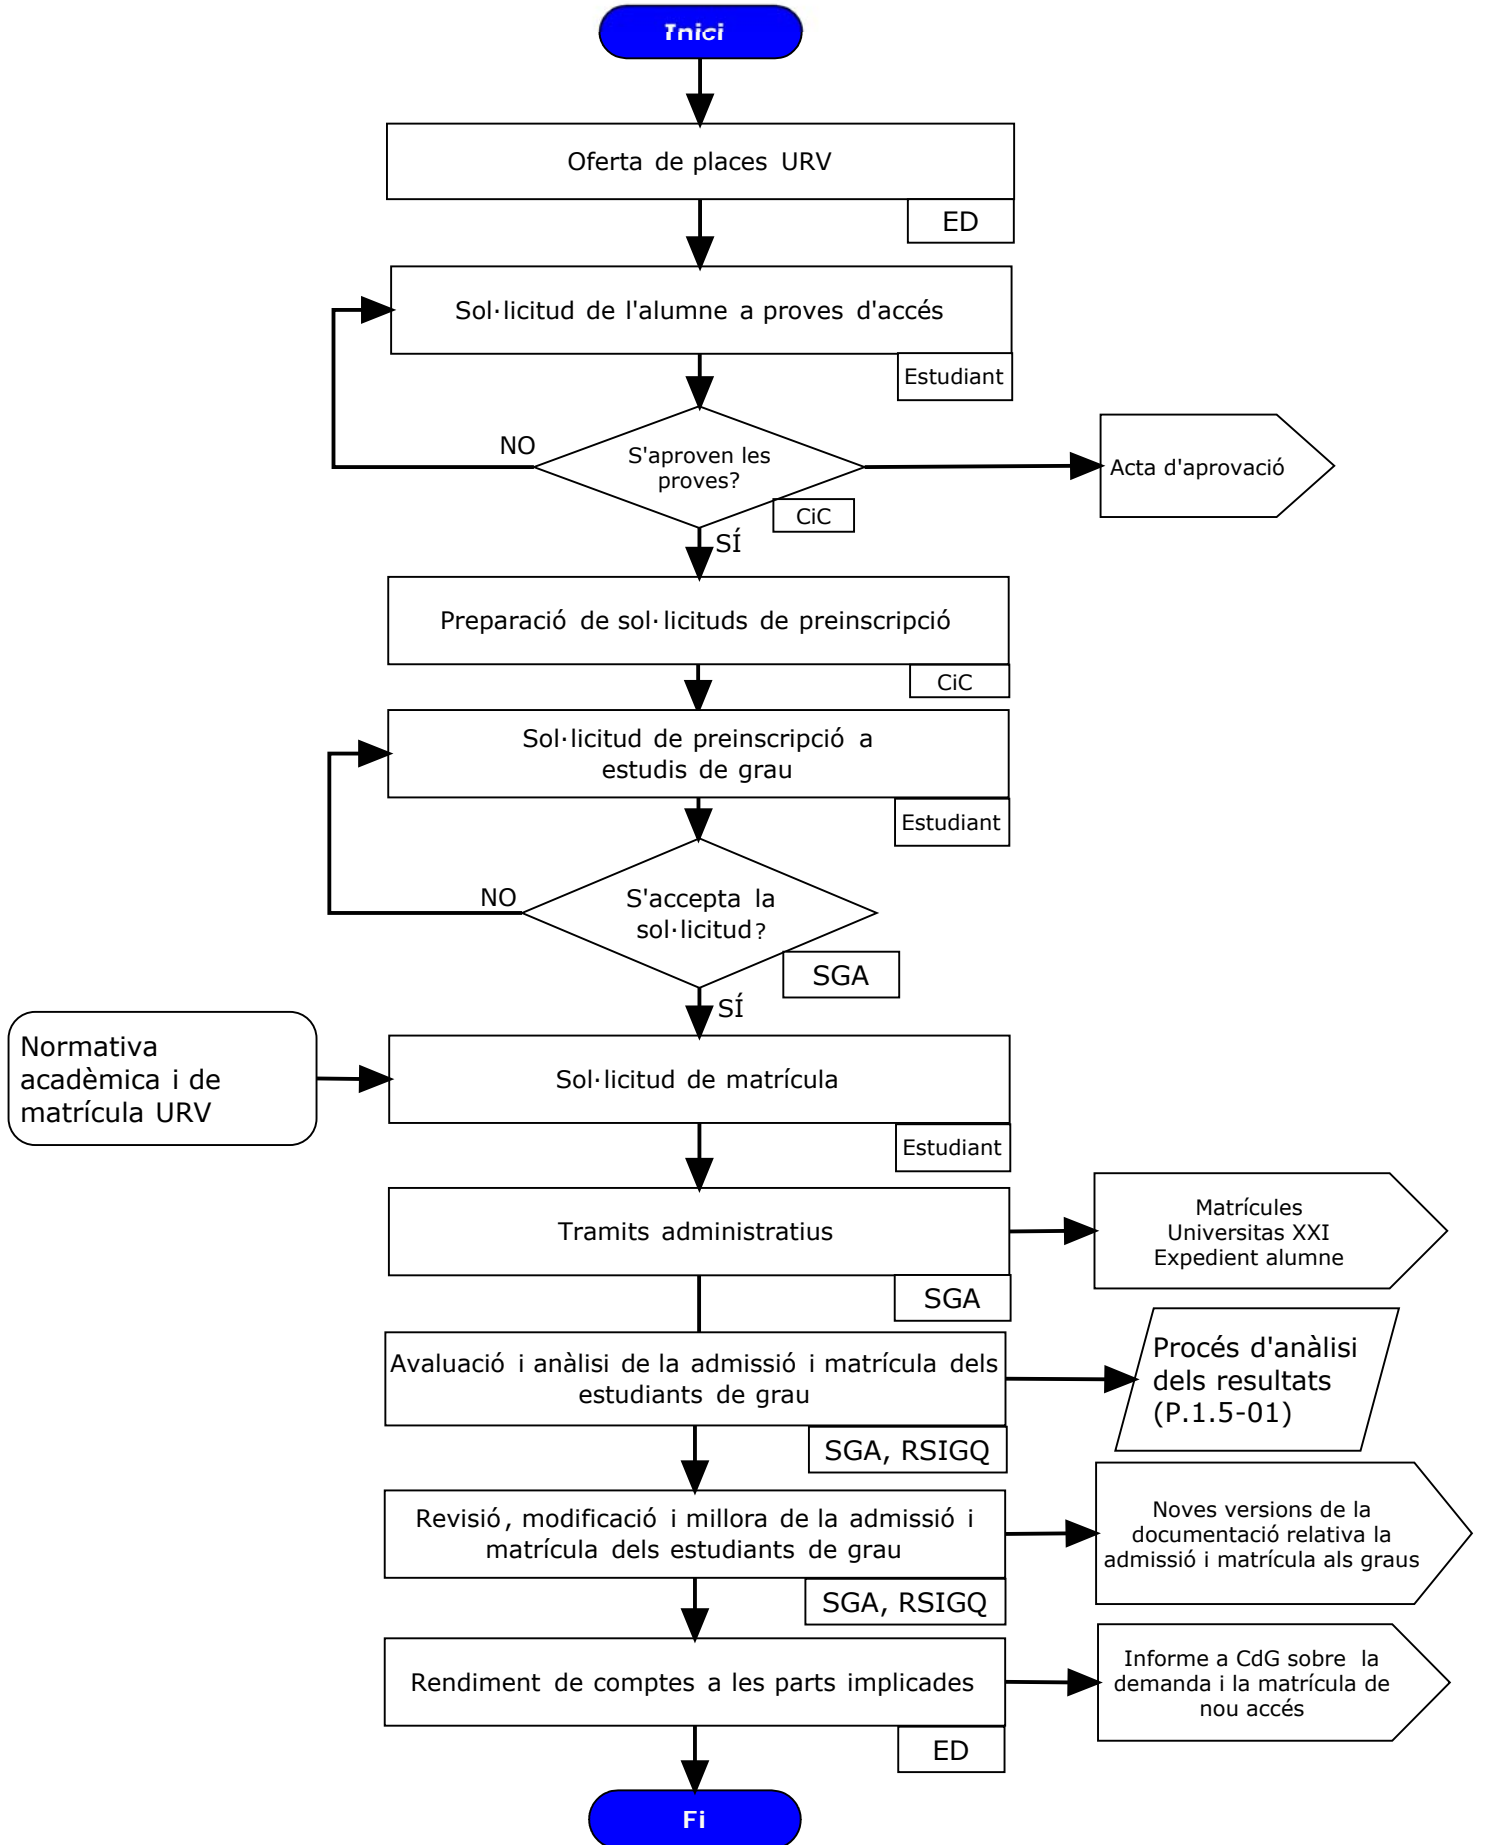 Inici
Oferta de places URV
ED
Sol·licitud de l'alumne a proves d'accés
Estudiant
NO
S'aproven les
proves?
CiC
Acta d'aprovació
SÍ
Preparació de sol·licituds de preinscripció
CiC
Sol·licitud de preinscripció a
estudis de grau
Estudiant
NO
S'accepta la
sol·licitud?
SGA
SÍ
Normativa
acadèmica i de
matrícula URV
Sol·licitud de matrícula
Estudiant
Tramits administratius
SGA
Matrícules
Universitas XXI
Expedient alumne
Avaluació i anàlisi de la admissió i matrícula dels
estudiants de grau
SGA, RSIGQ
Procés d'anàlisi
dels resultats
(P.1.5-01)
Revisió, modificació i millora de la admissió i
matrícula dels estudiants de grau
SGA, RSIGQ
Noves versions de la
documentació relativa la
admissió i matrícula als graus
Rendiment de comptes a les parts implicades
ED
Informe a CdG sobre la
demanda i la matrícula de
nou accés
Fi